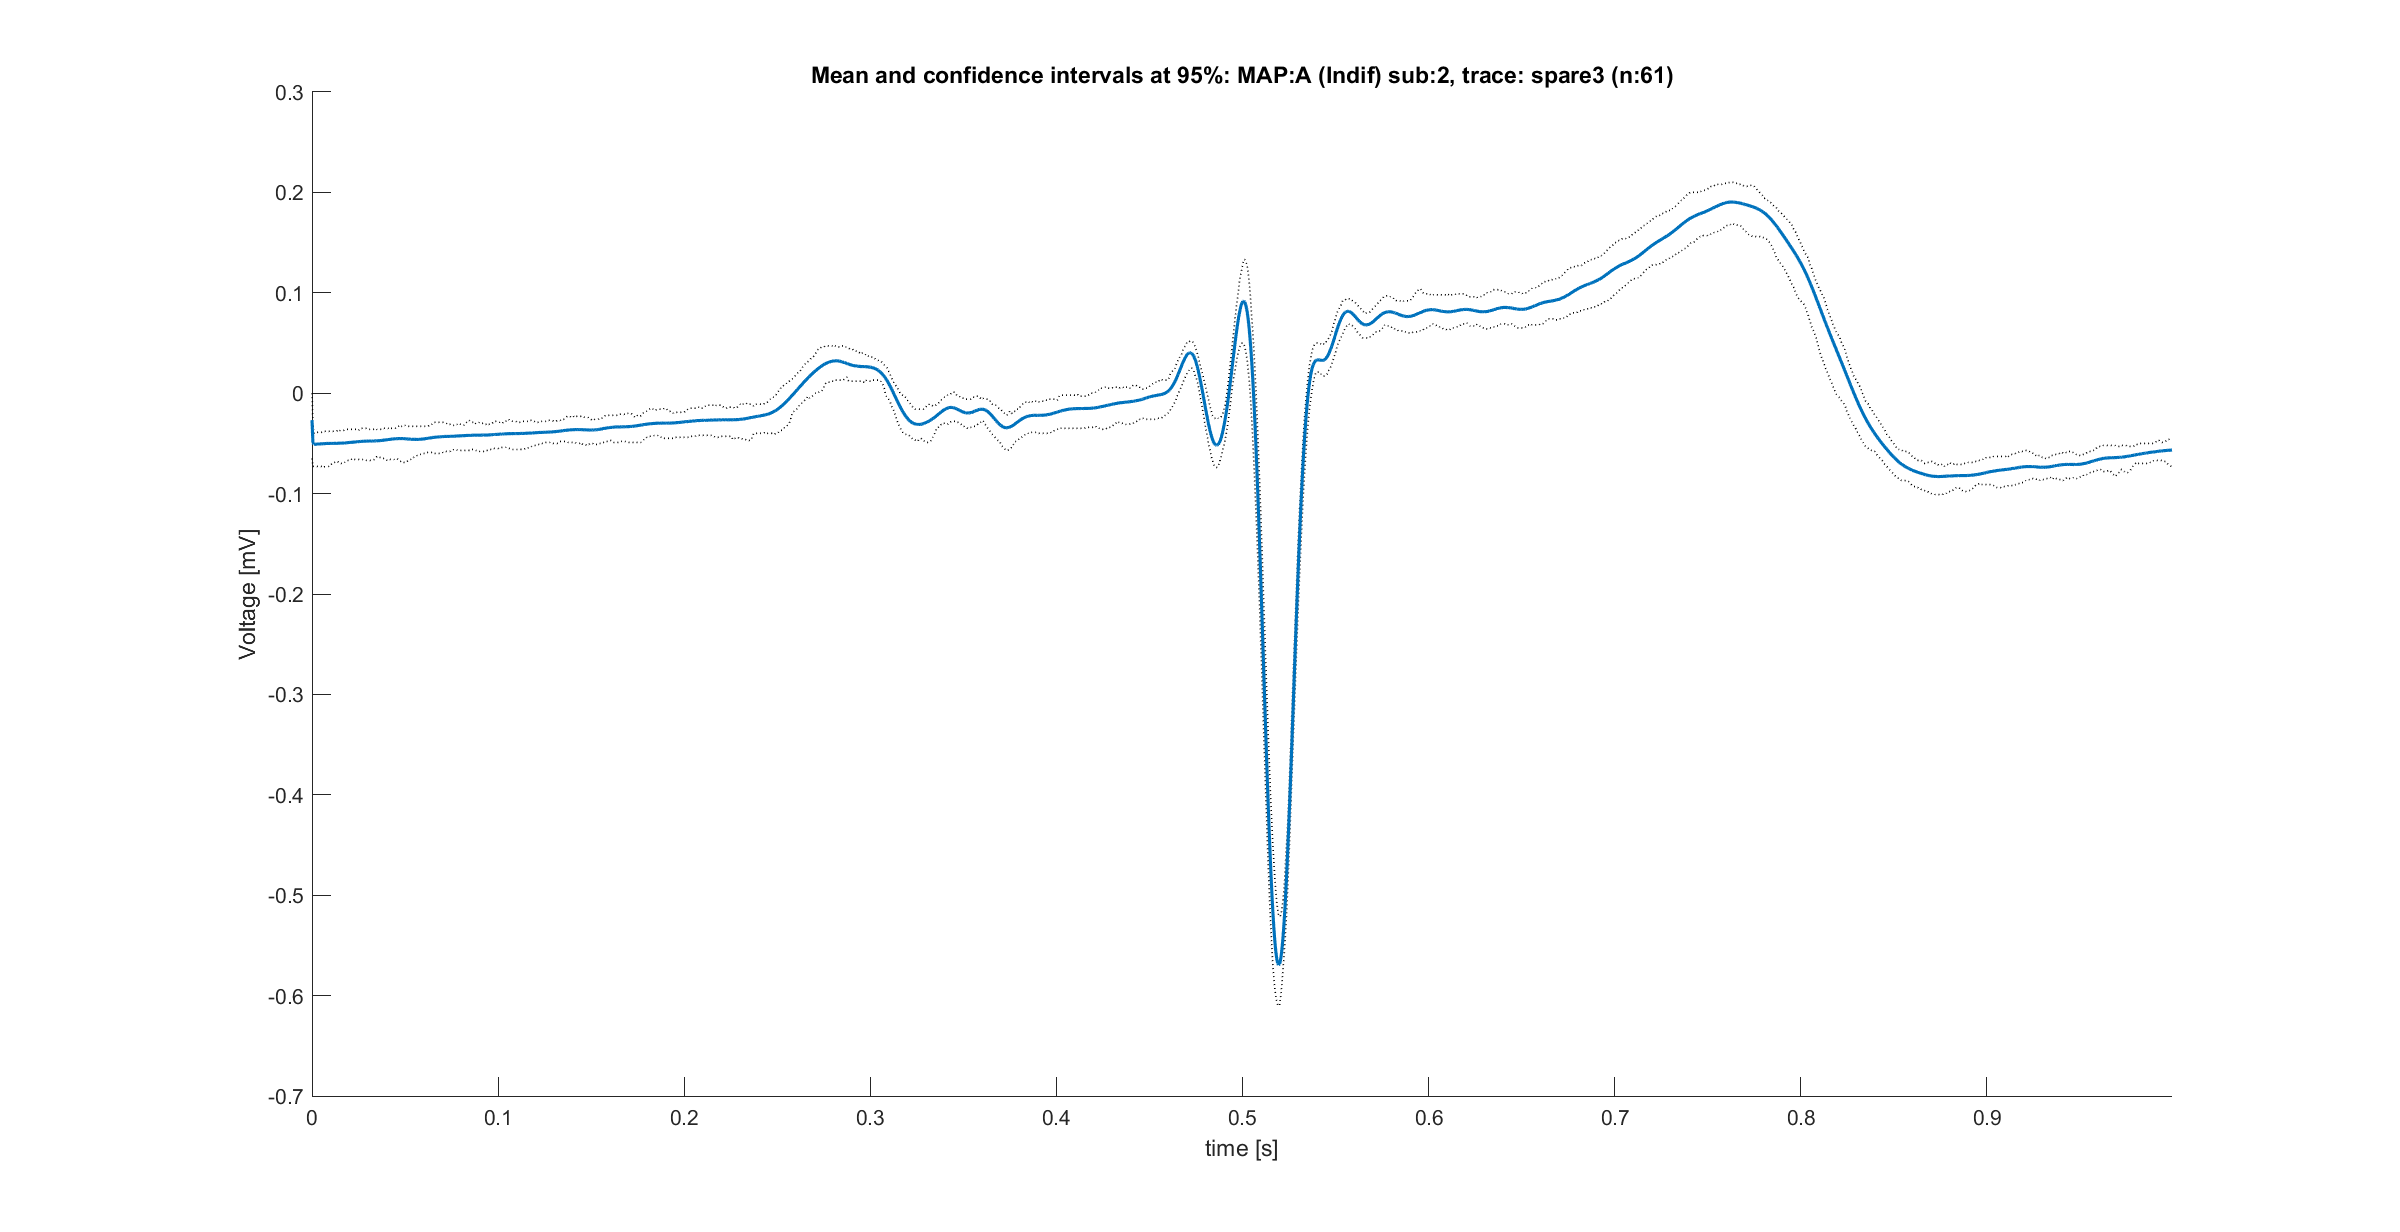 Mean and confidence intervals at 95%: MAP:A (Indif) sub:2, trace: spare3 (n:61)
0.3
0.2
0.1
0
-0.1
-0.2
-0.3
-0.4
-0.5
-0.6
-0.7
Voltage [mV]
0 0.1 0.2 0.3 0.4 0.5 0.6 0.7 0.8 0.9
time [s]